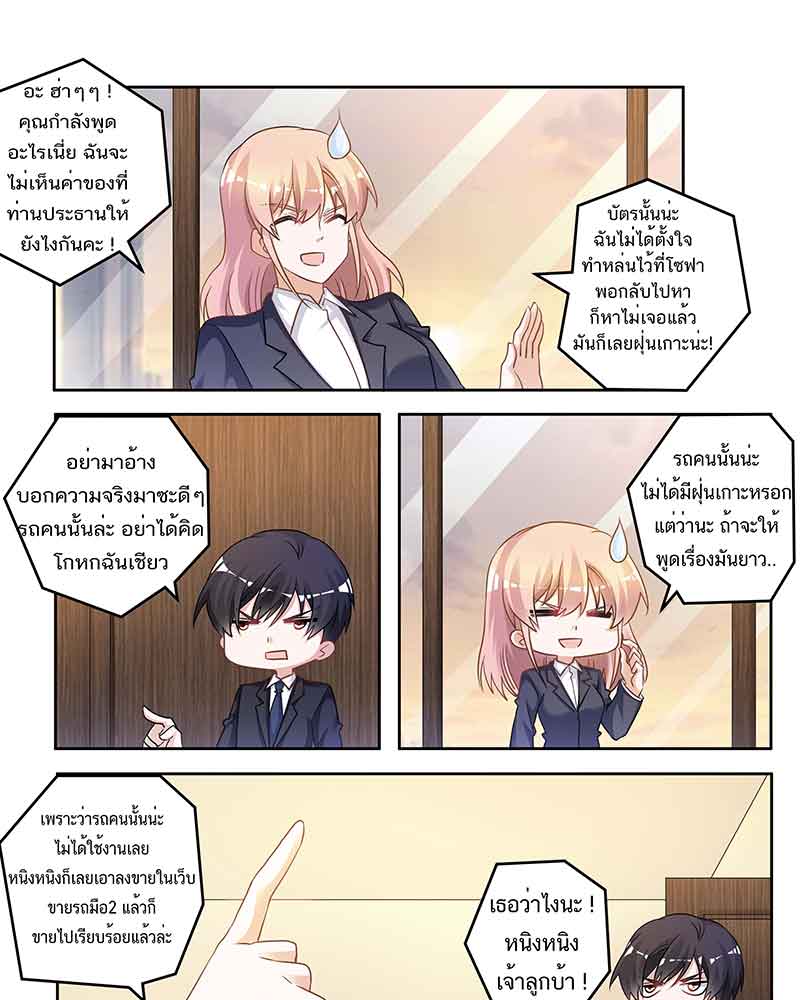 อะ ฮ่าๆๆ !
คุณกำลังพูด
อะไรเนี่ย ฉันจะ
ไม่เห็นค่าของที่
ท่านประธานให้
ยังไงกันคะ !
บัตรนั้นน่ะ
ฉันไม่ได้ตั้งใจ
ทำหล่นไว้ที่โซฟา
พอกลับไปหา
ก็หาไม่เจอแล้ว
มันก็เลยฝุ่นเกาะน่ะ!
อย่ามาอ้าง
บอกความจริงมาซะดีๆ
รถคนนั้นล่ะ อย่าได้คิด
โกหกฉันเชียว
รถคนนั้นน่ะ
ไม่ได้มีฝุ่นเกาะหรอก
แต่ว่านะ ถ้าจะให้
พูดเรื่องมันยาว..
เพราะว่ารถคนนั้นน่ะ
ไม่ได้ใช้งานเลย
หนิงหนิงก็เลยเอาลงขายในเว็บ
ขายรถมือ2 แล้วก็
ขายไปเรียบร้อยแล้วล่ะ
เธอว่าไงนะ !
หนิงหนิง
เจ้าลูกบ้า !